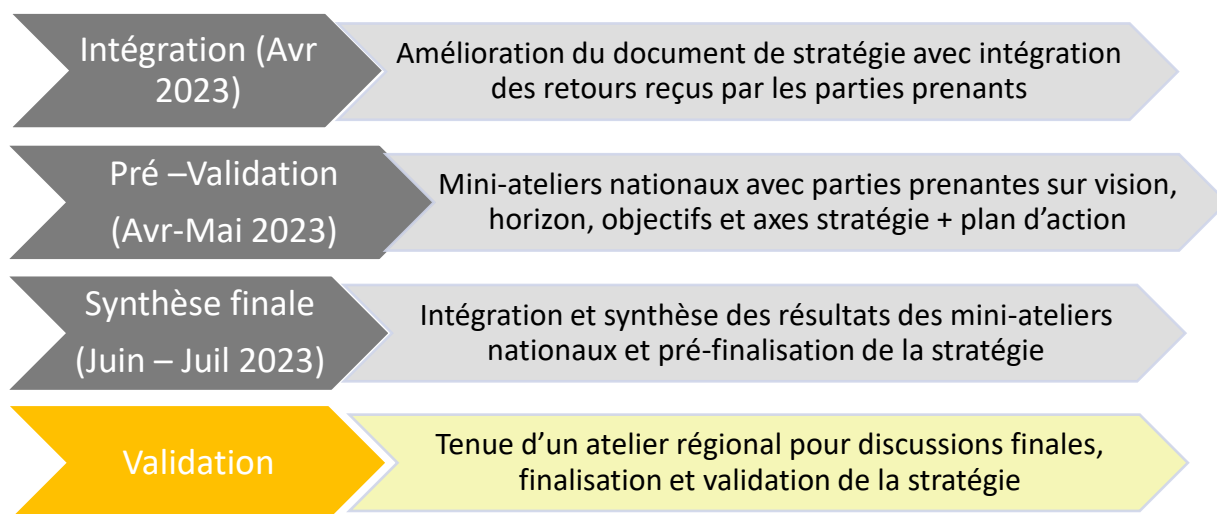 Intégration (Avr
2023)
Amélioration du document de stratégie avec intégration
des retours reçus par les parties prenants
Pré –Validation
(Avr-Mai 2023)
Mini-ateliers nationaux avec parties prenantes sur vision,
horizon, objectifs et axes stratégie + plan d’action
Synthèse finale
(Juin – Juil 2023)
Intégration et synthèse des résultats des mini-ateliers
nationaux et pré-finalisation de la stratégie
Validation
Tenue d’un atelier régional pour discussions finales,
finalisation et validation de la stratégie